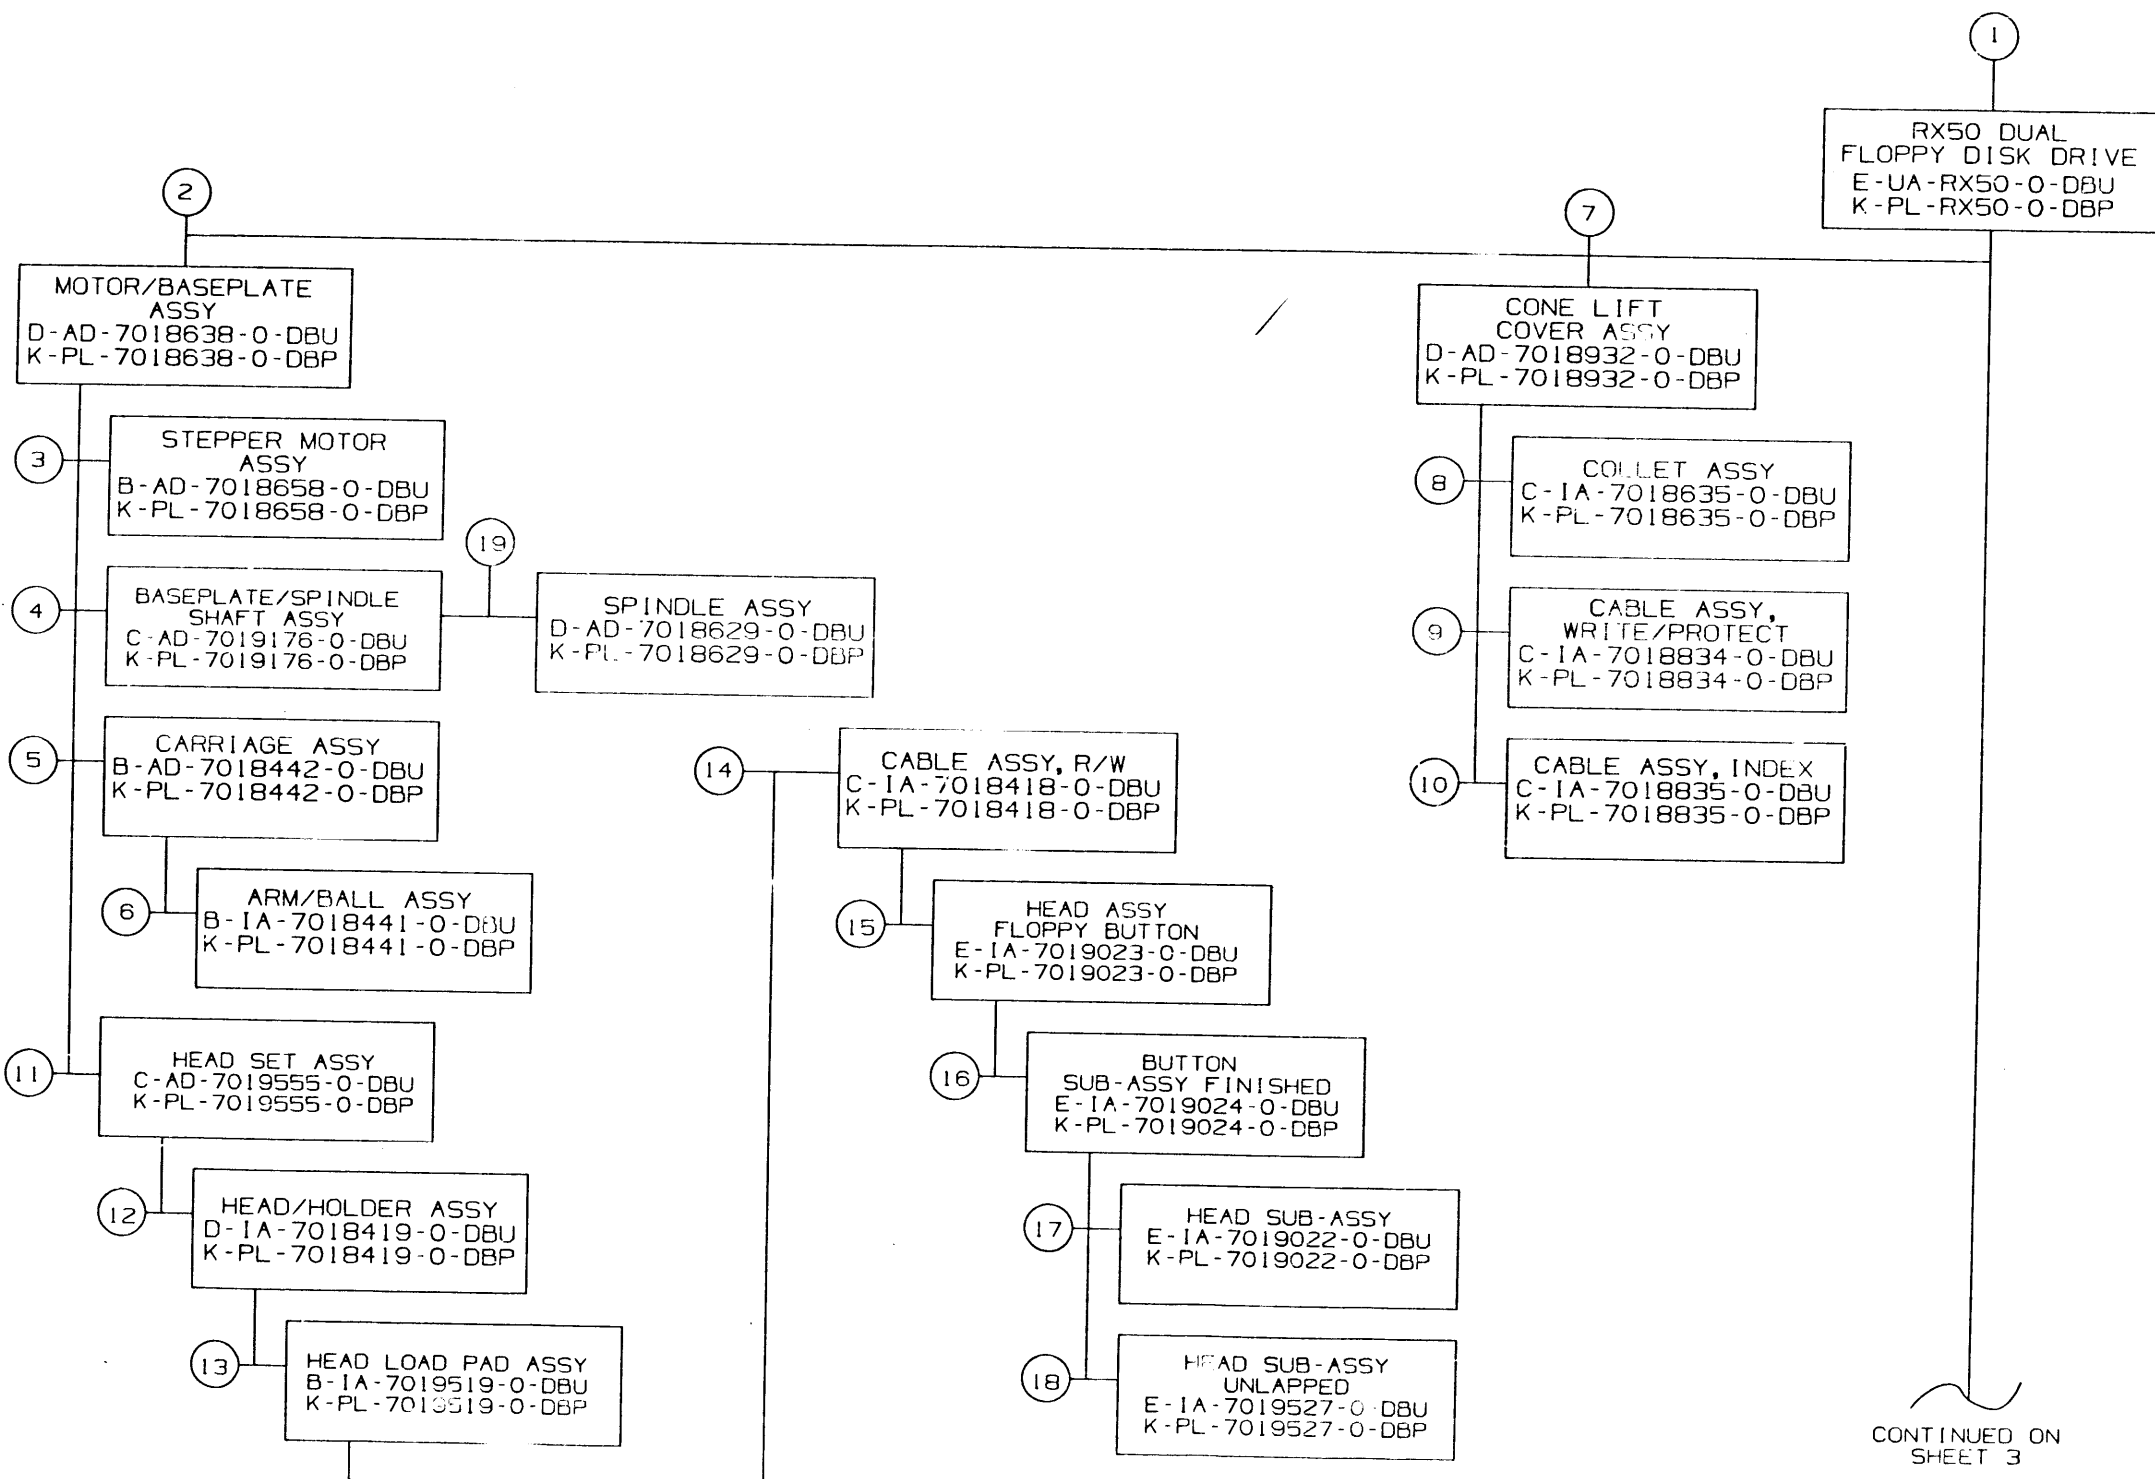 1
RX50 DUAL
FLOPPY DISK DRIVE
E-UA-RX50-0-DBU
K-PL-RX50-0-DBP
2
MOTOR/BASEPLATE
ASSY
D-AD-7018638-0-DBU
K-PL-7018638-0-DBP
3
STEPPER MOTOR
ASSY
B-AD-7018658-0-DBU
K-PL-7018658-0-DBP
4
BASEPLATE/SPINDLE
SHAFT ASSY
C-AD-7019176-0-DBU
K-PL-7019176-0-DBP
19
SPINDLE ASSY
D-AD-7018629-0-DBU
K-PL-7018629-0-DBP
5
CARRIAGE ASSY
B-AD-7018442-0-DBU
K-PL-7018442-0-DBP
6
ARM/BALL ASSY
B-IA-7018441-0-DBU
K-PL-7018441-0-DBP
11
HEAD SET ASSY
C-AD-7019555-0-DBU
K-PL-7019555-0-DBP
12
HEAD/HOLDER ASSY
D-IA-7018419-0-DBU
K-PL-7018419-0-DBP
13
HEAD LOAD PAD ASSY
B-IA-7019519-0-DBU
K-PL-7019519-0-DBP
14
CABLE ASSY, R/W
C-IA-7018418-0-DBU
K-PL-7018418-0-DBP
15
HEAD ASSY
FLOPPY BUTTON
E-IA-7019023-0-DBU
K-PL-7019023-0-DBP
16
BUTTON
SUB-ASSY FINISHED
E-IA-7019024-0-DBU
K-PL-7019024-0-DBP
17
HEAD SUB-ASSY
E-IA-7019022-0-DBU
K-PL-7019022-0-DBP
18
HEAD SUB-ASSY
UNLAPPED
E-IA-7019527-0-DBU
K-PL-7019527-0-DBP
7
CONE LIFT
COVER ASSY
D-AD-7018932-0-DBU
K-PL-7018932-0-DBP
8
COLLET ASSY
C-IA-7018635-0-DBU
K-PL-7018635-0-DBP
9
CABLE ASSY,
WRITE/PROTECT
C-IA-7018834-0-DBU
K-PL-7018834-0-DBP
10
CABLE ASSY, INDEX
C-IA-7018835-0-DBU
K-PL-7018835-0-DBP
CONTINUED ON
SHEET 3